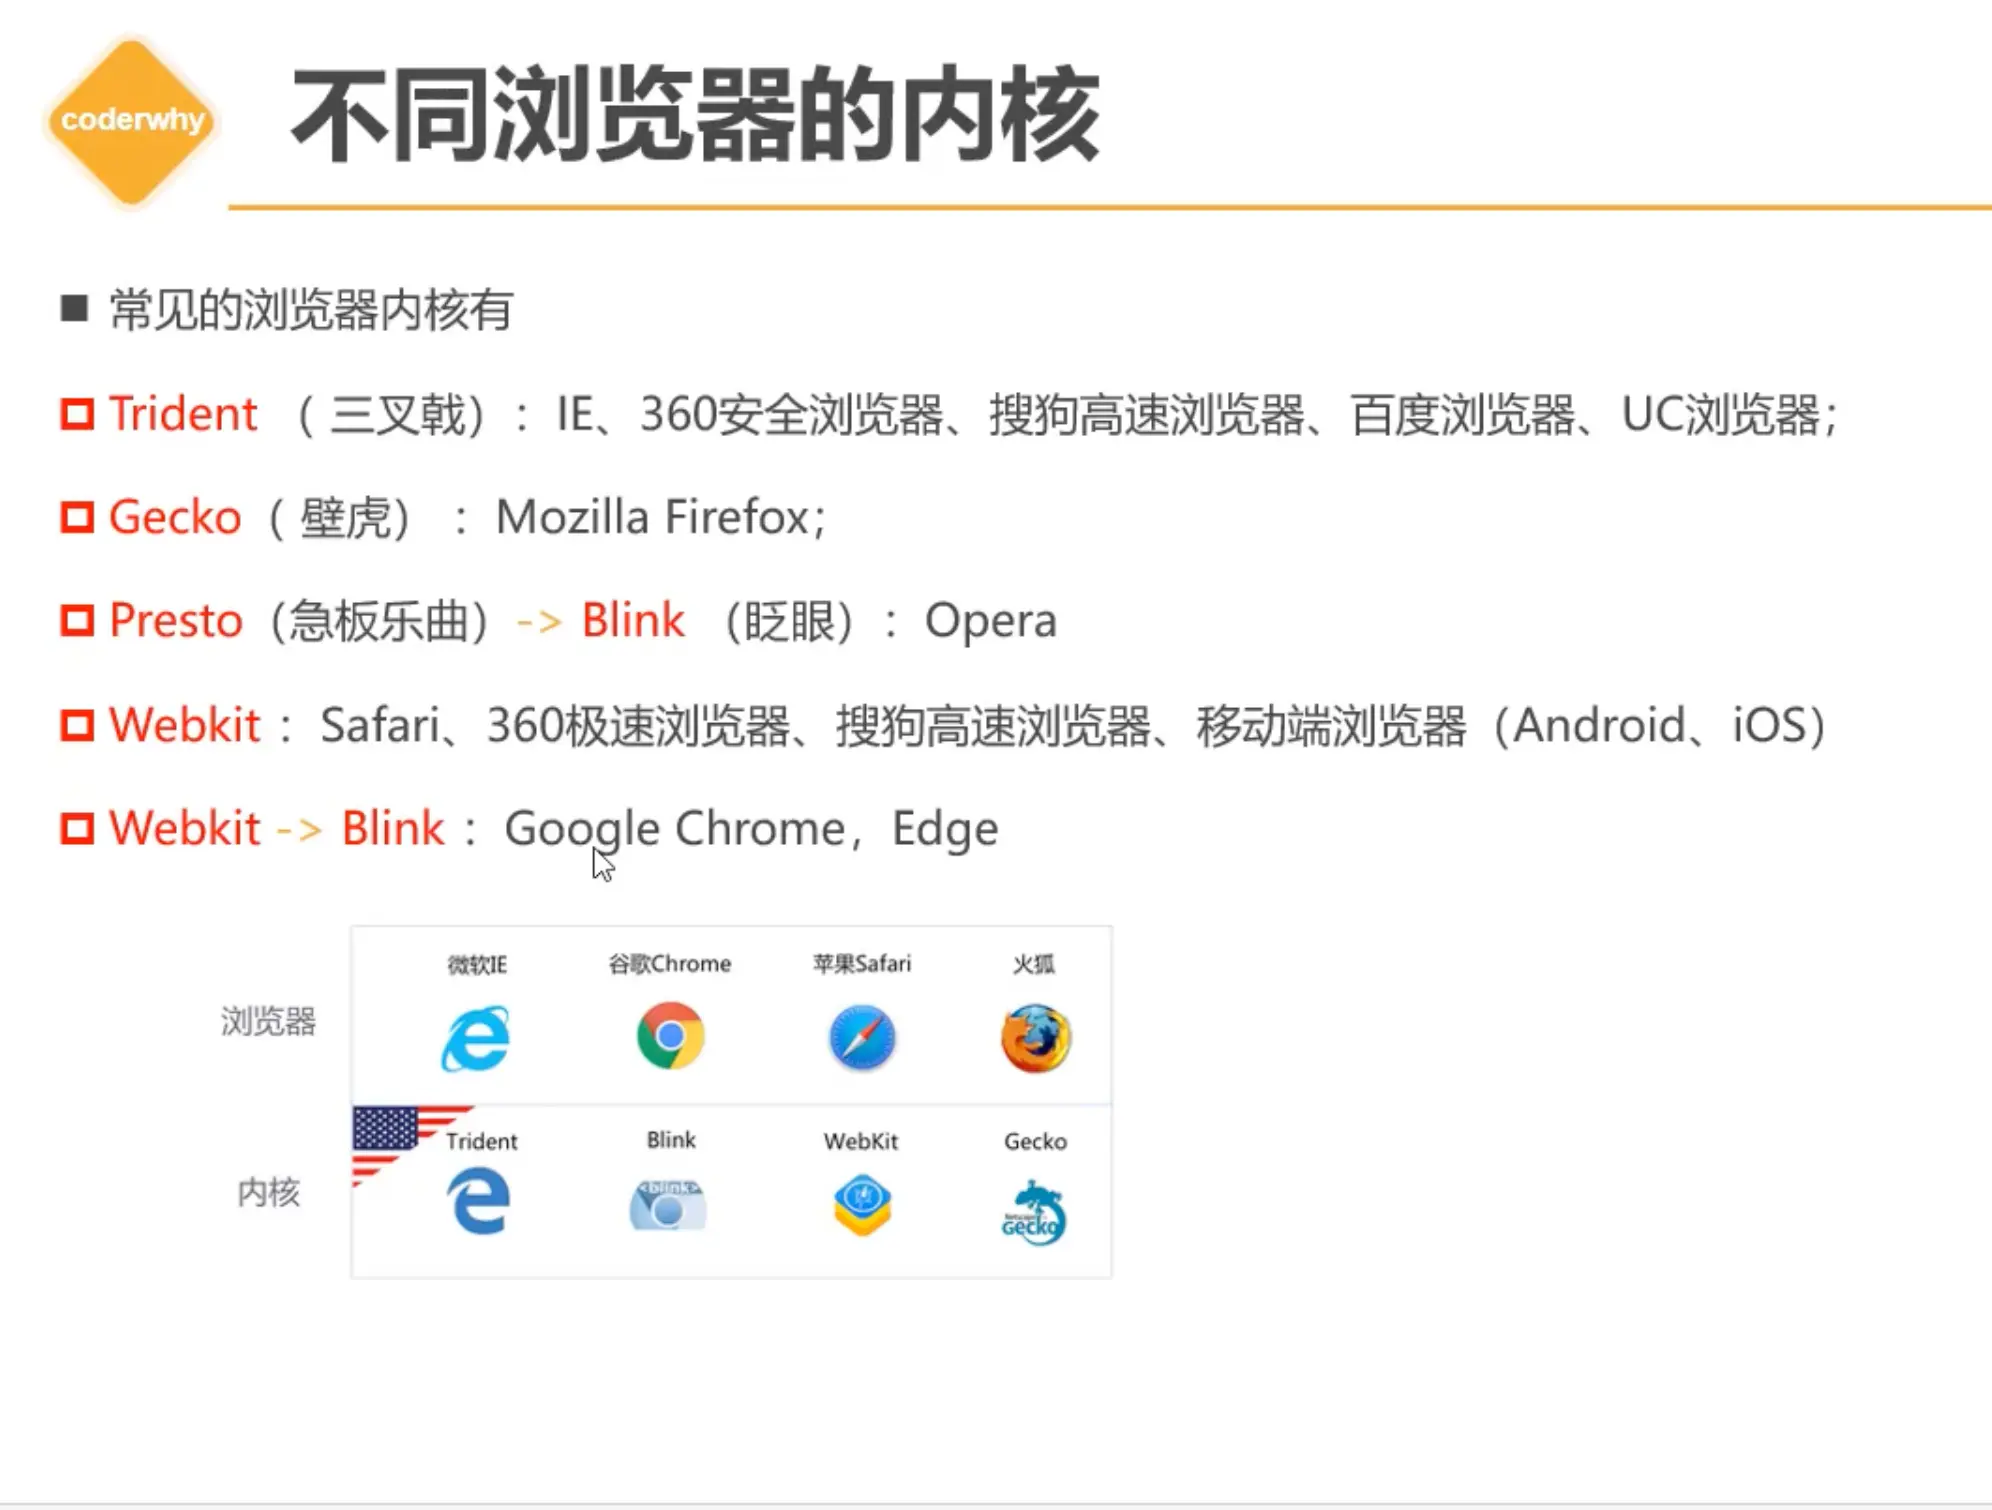 coderwhy
不同浏览器的内核
常见的浏览器内核有
Trident （ 三叉戟）： IE、360安全浏览器、搜狗高速浏览器、百度浏览器、UC浏览器；
Gecko（ 壁虎） ： Mozilla Firefox；
Presto（急板乐曲）-> Blink （眨眼）： Opera
Webkit ： Safari、360极速浏览器、搜狗高速浏览器、移动端浏览器（Android、iOS）
Webkit -> Blink ： Google Chrome，Edge
微软IE 谷歌Chrome 苹果Safari 火狐
浏览器
Trident Blink WebKit Gecko
内核
<blink>
Gecko